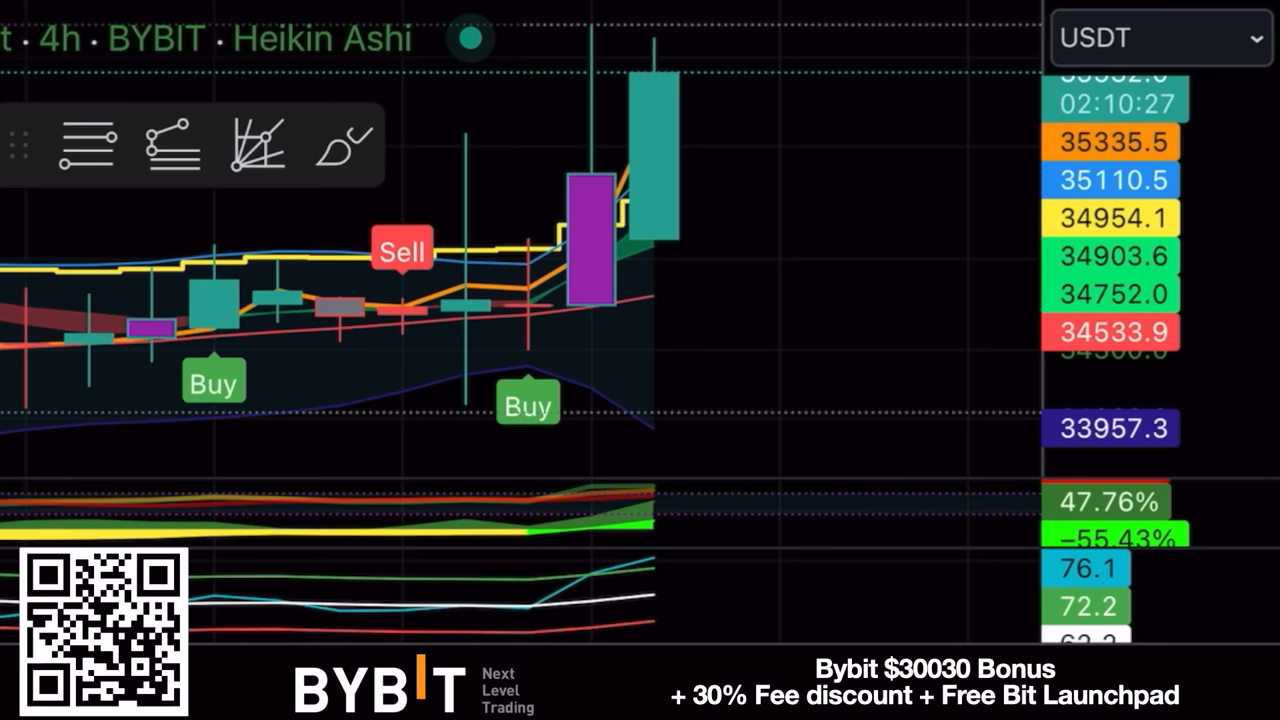 t · 4h · BYBIT · Heikin Ashi
USDT
02:10:27
35335.5
35110.5
34954.1
Sell
34903.6
34752.0
34533.9
Buy
Buy
33957.3
47.76%
−55.43%
76.1
72.2
BYBIT
Next
Level
Trading
Bybit $30030 Bonus
+ 30% Fee discount + Free Bit Launchpad